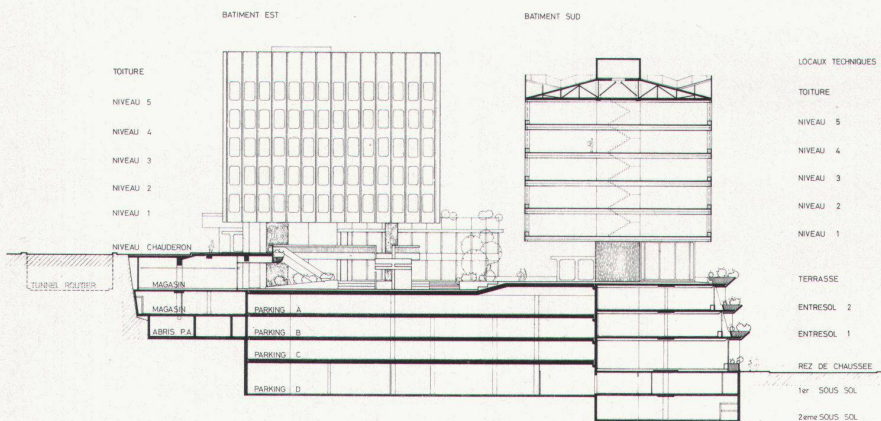 BATIMENT EST
BATIMENT SUD
TOITURE
NIVEAU 5
NIVEAU 4
NIVEAU 3
NIVEAU 2
NIVEAU 1
NIVEAU CHAUDERON
TUNNEL ROUTIER
MAGASIN
MAGASIN
ABRIS P.A
PARKING A
PARKING B
PARKING C
PARKING D
LOCAUX TECHNIQUES
TOITURE
NIVEAU 5
NIVEAU 4
NIVEAU 3
NIVEAU 2
NIVEAU 1
TERRASSE
ENTRESOL 2
ENTRESOL 1
REZ DE CHAUSSEE
1er SOUS SOL
2eme SOUS SOL